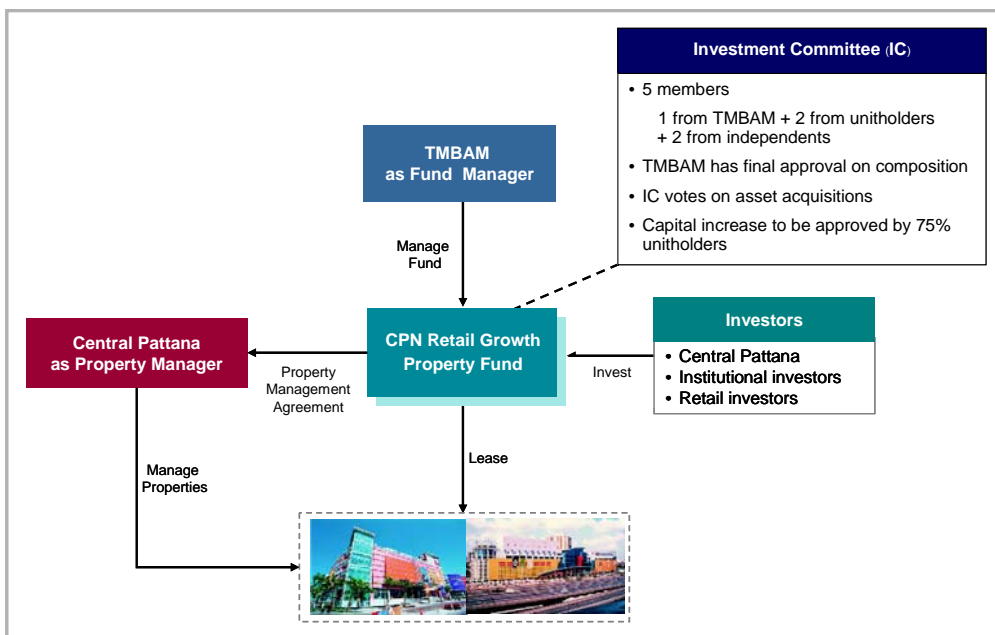 Investment Committee (IC)
• 5 members
1 from TMBAM + 2 from unitholders
+ 2 from independents
• TMBAM has final approval on composition
• IC votes on asset acquisitions
• Capital increase to be approved by 75%
unitholders
TMBAM
as Fund Manager
Manage
Fund
Central Pattana
as Property Manager
Property
Management
Agreement
CPN Retail Growth
Property Fund
Invest
Investors
• Central Pattana
• Institutional investors
• Retail investors
Manage
Properties
Lease